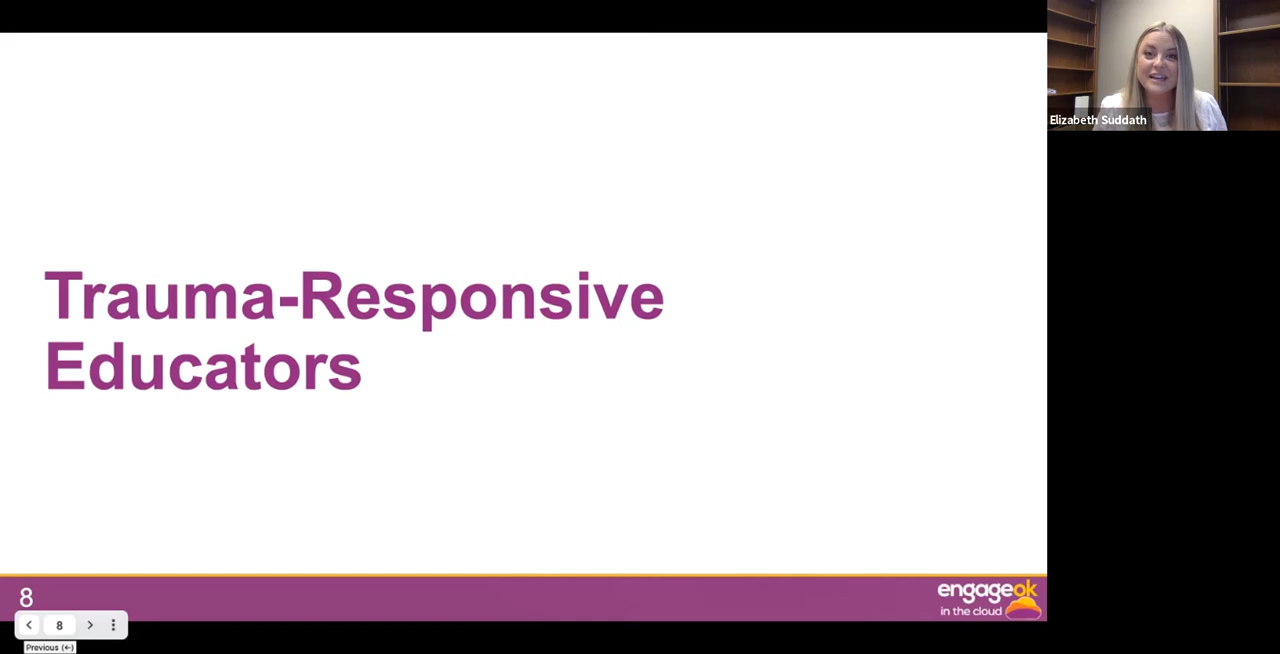 Elizabeth Suddath
Trauma-Responsive
Educators
8
engageok
in the cloud
8
Previous (←)